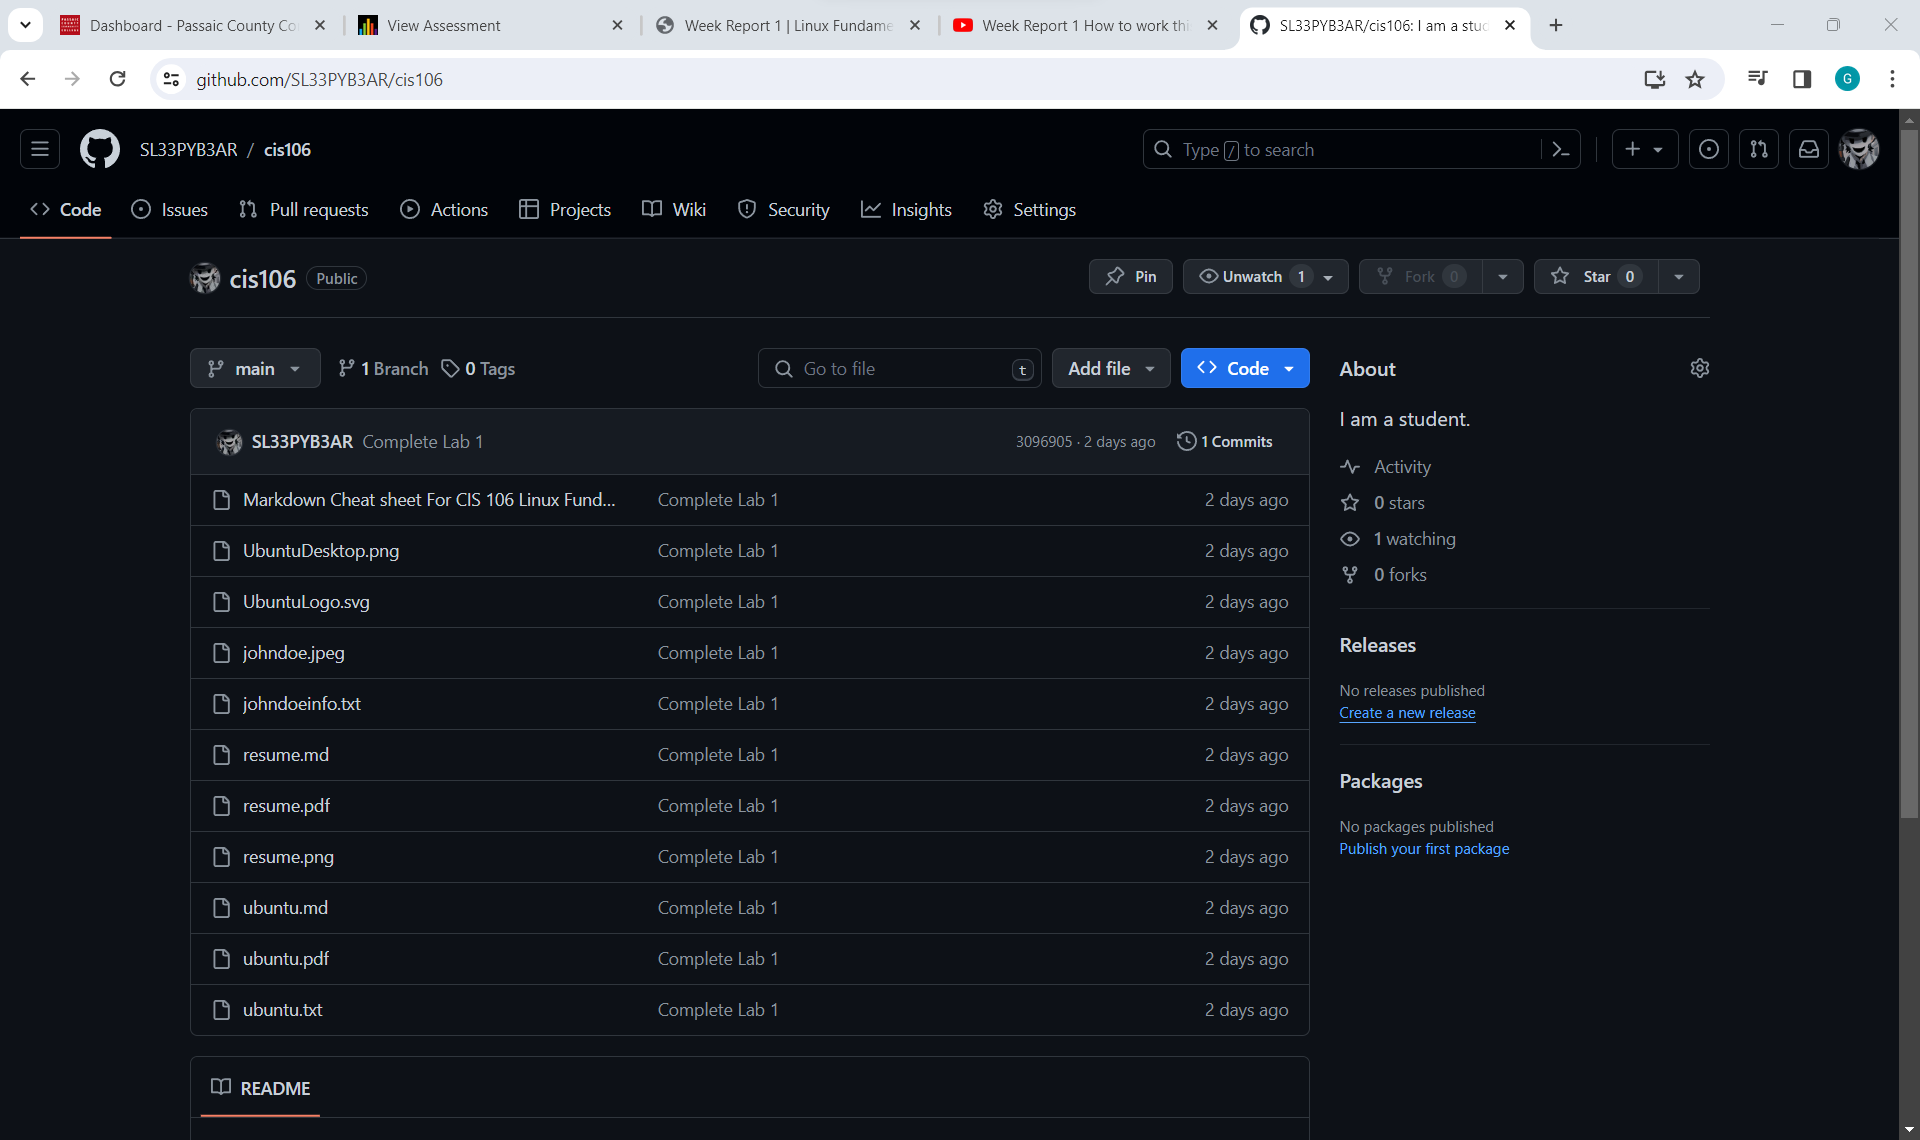 Dashboard - Passaic County Co
View Assessment
Week Report 1 | Linux Fundame
Week Report 1 How to work thi
SL33PYB3AR/cis106: I am a stud
github.com/SL33PYB3AR/cis106
G
SL33PYB3AR / cis106
Type / to search
Code
Issues
Pull requests
Actions
Projects
Wiki
Security
Insights
Settings
cis106 Public
Pin
Unwatch 1
Fork 0
Star 0
main
1 Branch
0 Tags
Go to file t
Add file
Code
SL33PYB3AR Complete Lab 1 3096905 · 2 days ago 1 Commits
Markdown Cheat sheet For CIS 106 Linux Fund... Complete Lab 1 2 days ago
UbuntuDesktop.png Complete Lab 1 2 days ago
UbuntuLogo.svg Complete Lab 1 2 days ago
johndoe.jpeg Complete Lab 1 2 days ago
johndoeinfo.txt Complete Lab 1 2 days ago
resume.md Complete Lab 1 2 days ago
resume.pdf Complete Lab 1 2 days ago
resume.png Complete Lab 1 2 days ago
ubuntu.md Complete Lab 1 2 days ago
ubuntu.pdf Complete Lab 1 2 days ago
ubuntu.txt Complete Lab 1 2 days ago
README
About
I am a student.
Activity
0 stars
1 watching
0 forks
Releases
No releases published
Create a new release
Packages
No packages published
Publish your first package